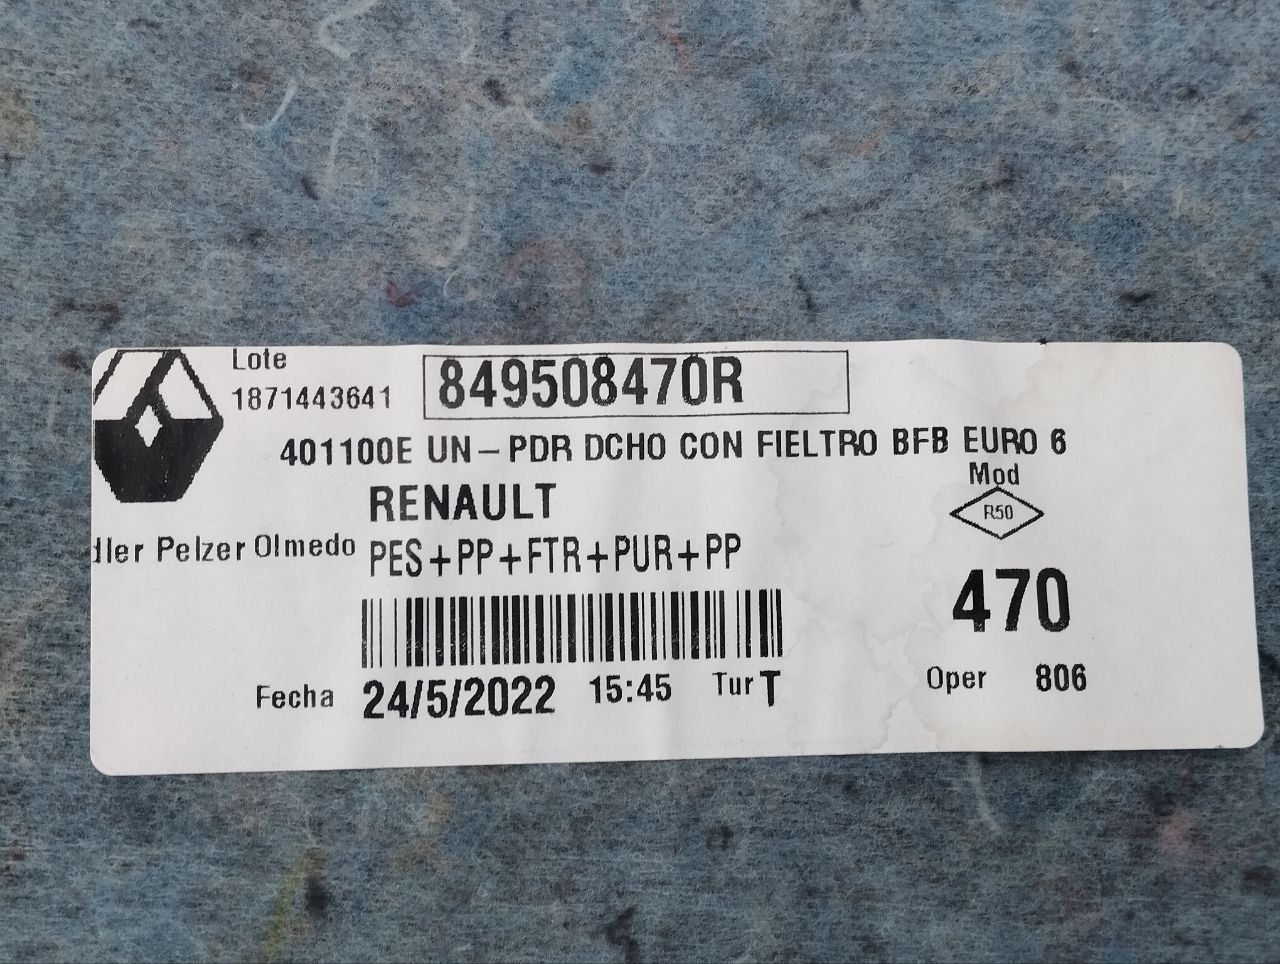 Lote
1871443641
849508470R
401100E UN-PDR DCHO CON FIELTRO BFB EURO 6
RENAULT
Mod
R50
dler Pelzer Olmedo
PES+PP+FTR+PUR+PP
470
Fecha 24/5/2022 15:45 Tur T
Oper 806